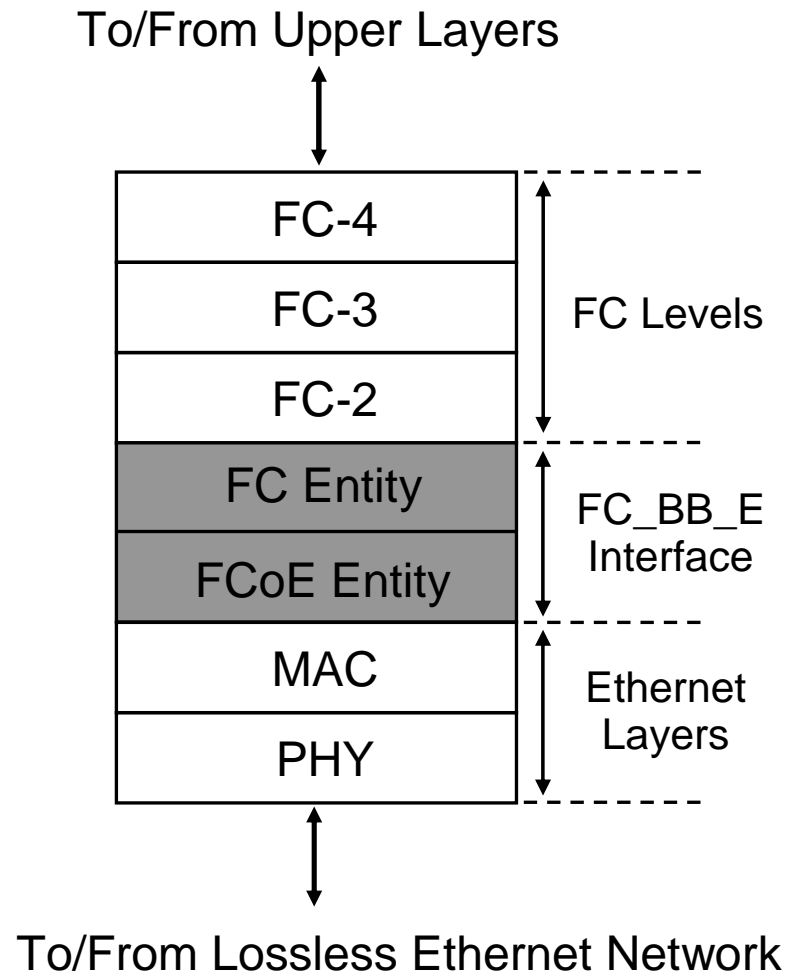 To/From Upper Layers
FC-4
FC-3
FC Levels
FC-2
FC Entity
FC_BB_E
Interface
FCoE Entity
MAC
Ethernet
Layers
PHY
To/From Lossless Ethernet Network